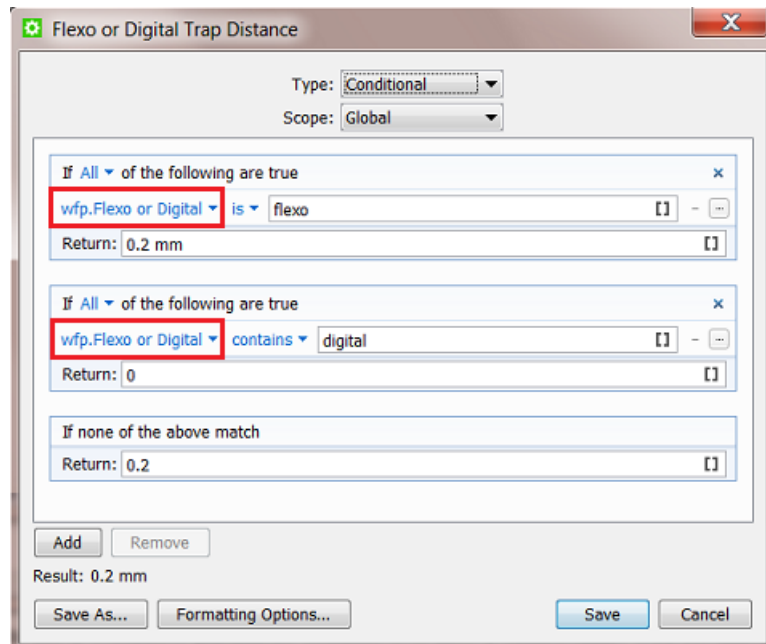 Flexo or Digital Trap Distance
Type: Conditional
Scope: Global
If All of the following are true
wfp.Flexo or Digital is flexo [] - ...
Return: 0.2 mm []
If All of the following are true
wfp.Flexo or Digital contains digital [] - ...
Return: 0 []
If none of the above match
Return: 0.2 []
Add Remove
Result: 0.2 mm
Save As... Formatting Options... Save Cancel